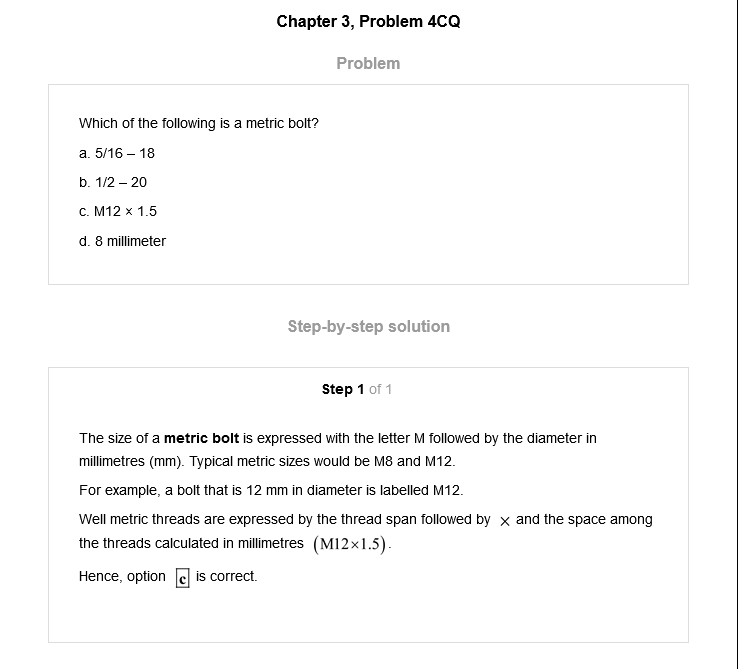 Chapter 3, Problem 4CQ
Problem
Which of the following is a metric bolt?
a. 5/16 – 18
b. 1/2 – 20
c. M12 × 1.5
d. 8 millimeter
Step-by-step solution
Step 1 of 1
The size of a metric bolt is expressed with the letter M followed by the diameter in
millimetres (mm). Typical metric sizes would be M8 and M12.
For example, a bolt that is 12 mm in diameter is labelled M12.
Well metric threads are expressed by the thread span followed by × and the space among
the threads calculated in millimetres (M12×1.5).
Hence, option c is correct.